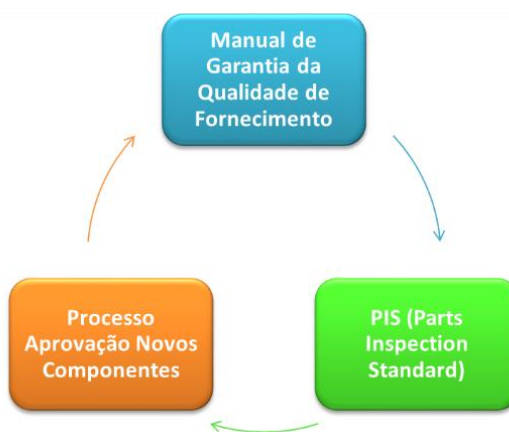 Manual de
Garantia da
Qualidade de
Fornecimento
Processo
Aprovação Novos
Componentes
PIS (Parts
Inspection
Standard)